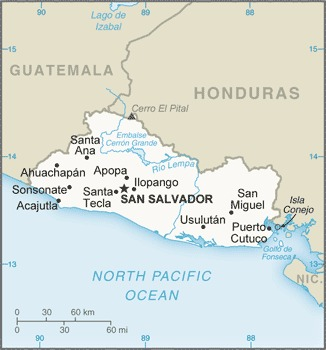 90
89
88
Lago de
Izabal
15
15
GUATEMALA
HONDURAS
Cerro El Pital
Embalse
Cerrón Grande
Santa
Ana
14
14
Río Lempa
Ahuachapán
Apopa
Ilopango
Sonsonate
Santa
Tecla
SAN SALVADOR
San
Miguel
Acajutla
Usulután
Puerto
Cutuco
Isla
Conejo
Golfo de
Fonseca
13
13
NIC.
NORTH PACIFIC
OCEAN
0 30 60 km
0 30 60 mi
90
89
88